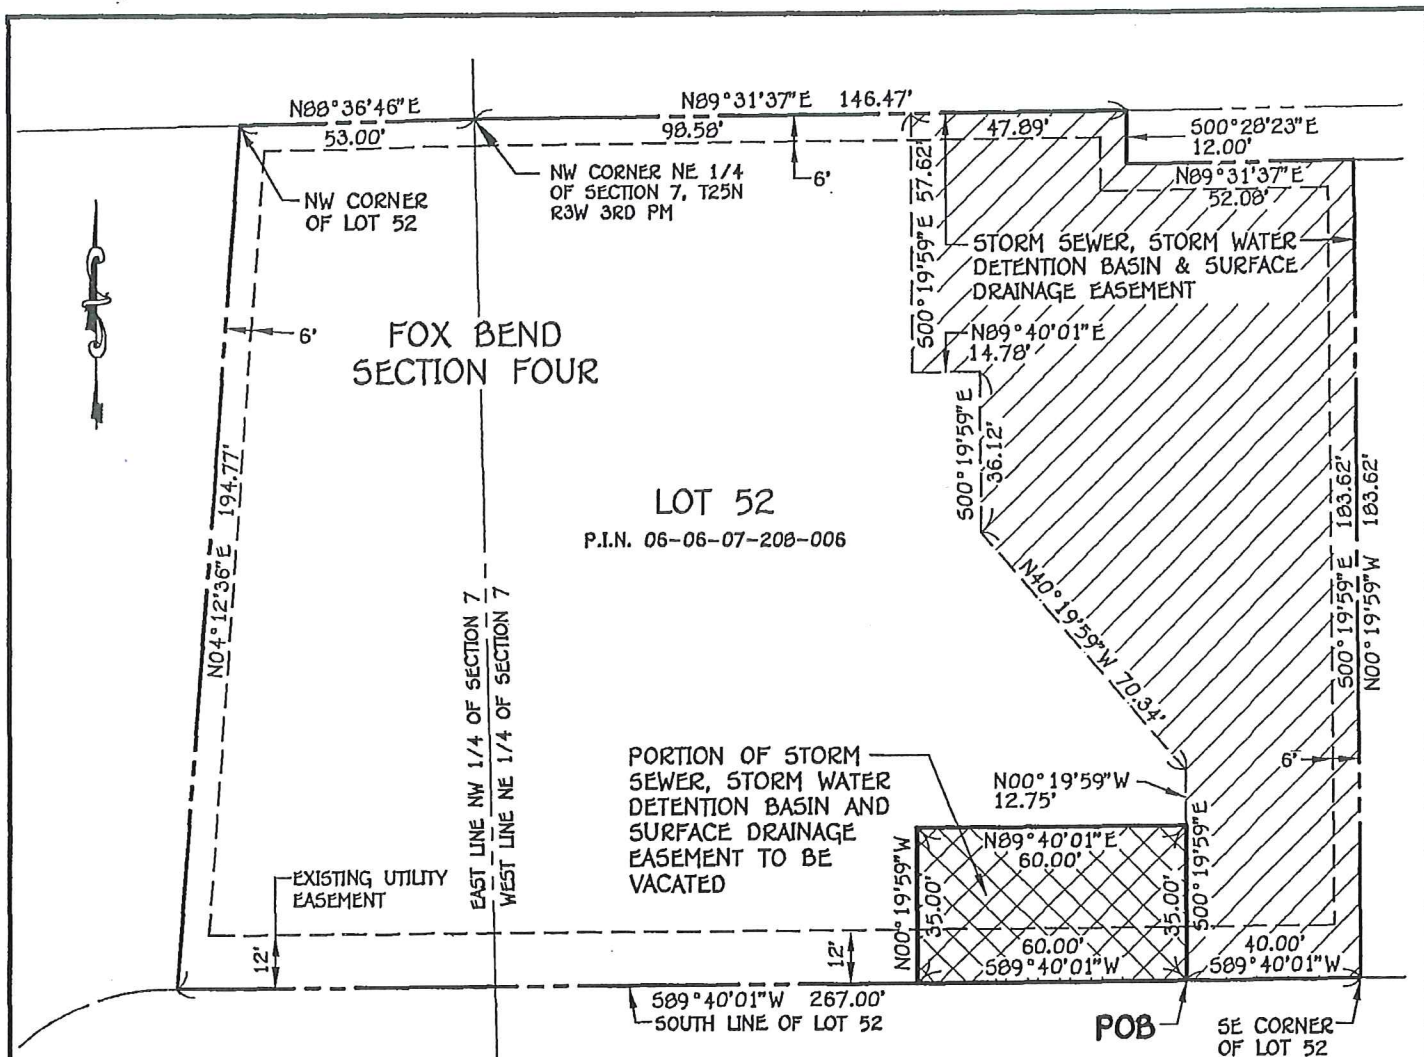 N88°36'46"E
53.00'
N89°31'37"E 146.47'
98.58'
47.89'
S00°28'23"E
12.00'
N89°31'37"E
52.08'
6'
NW CORNER
OF LOT 52
NW CORNER NE 1/4
OF SECTION 7, T25N
R3W 3RD PM
S00°19'59"E 57.62'
STORM SEWER, STORM WATER
DETENTION BASIN & SURFACE
DRAINAGE EASEMENT
6'
FOX BEND
SECTION FOUR
N89°40'01"E
14.78'
S00°19'59"E
36.12'
LOT 52
P.I.N. 06-06-07-208-006
N04°12'36"E 194.77'
EAST LINE NW 1/4 OF SECTION 7
WEST LINE NE 1/4 OF SECTION 7
N40°19'59"W 70.34'
S00°19'59"E 183.62'
N00°19'59"W 183.62'
6'
PORTION OF STORM
SEWER, STORM WATER
DETENTION BASIN AND
SURFACE DRAINAGE
EASEMENT TO BE
VACATED
N00°19'59"W
12.75'
N89°40'01"E
60.00'
N00°19'59"W
35.00'
35.00'
S00°19'59"E
60.00'
S89°40'01"W
40.00'
S89°40'01"W
EXISTING UTILITY
EASEMENT
12'
12'
S89°40'01"W 267.00'
SOUTH LINE OF LOT 52
POB
SE CORNER
OF LOT 52